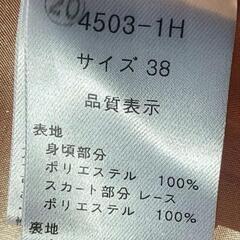 ⑳4503-1H
サイズ 38
品質表示
表地
身頃部分
ポリエステル 100%
スカート部分 レース
ポリエステル 100%
裏地